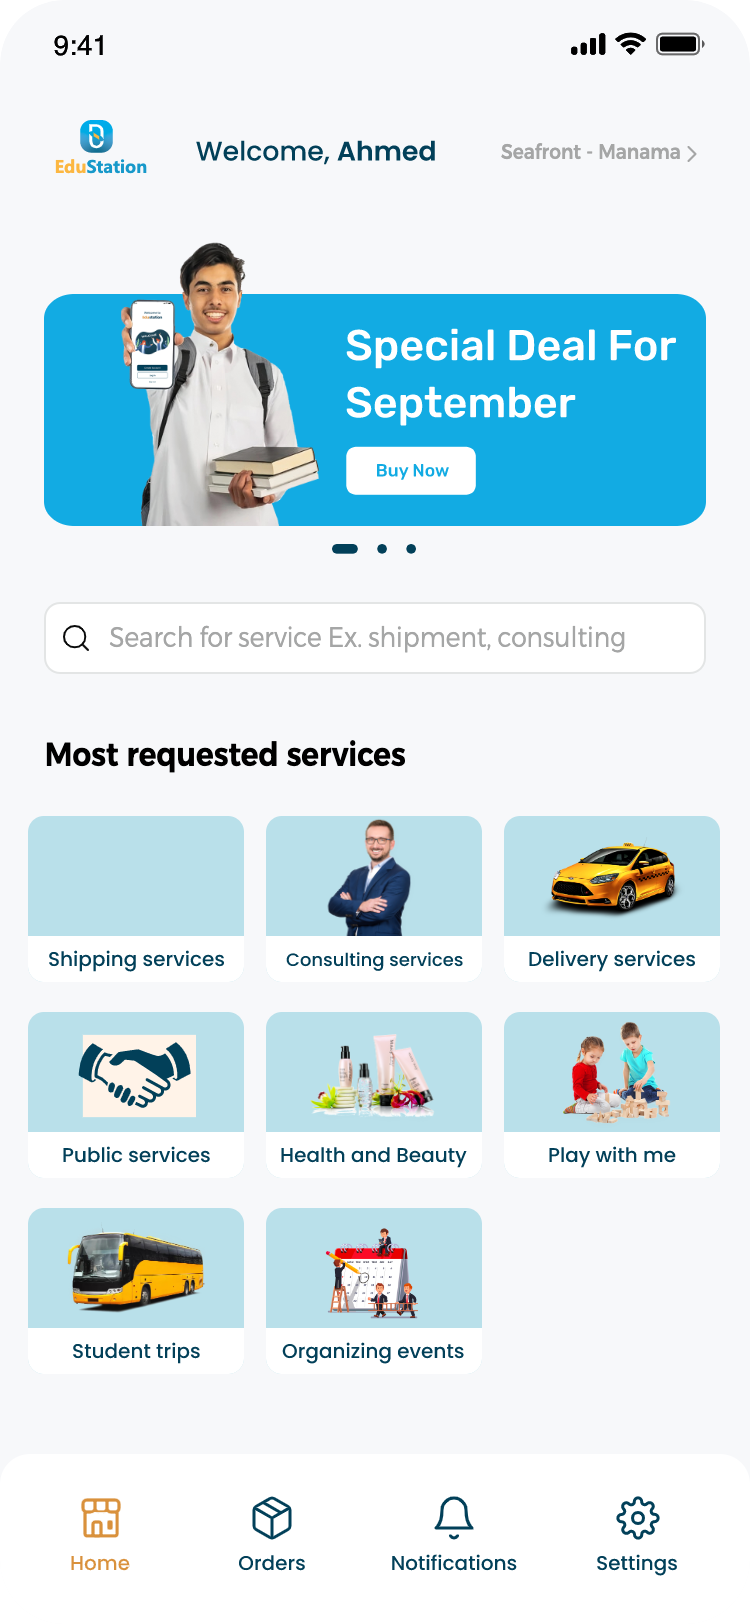 9:41
EduStation
Welcome, Ahmed
Seafront - Manama
Special Deal For
September
Buy Now
Search for service Ex. shipment, consulting
Most requested services
Shipping services
Consulting services
Delivery services
Public services
Health and Beauty
Play with me
Student trips
Organizing events
Home
Orders
Notifications
Settings